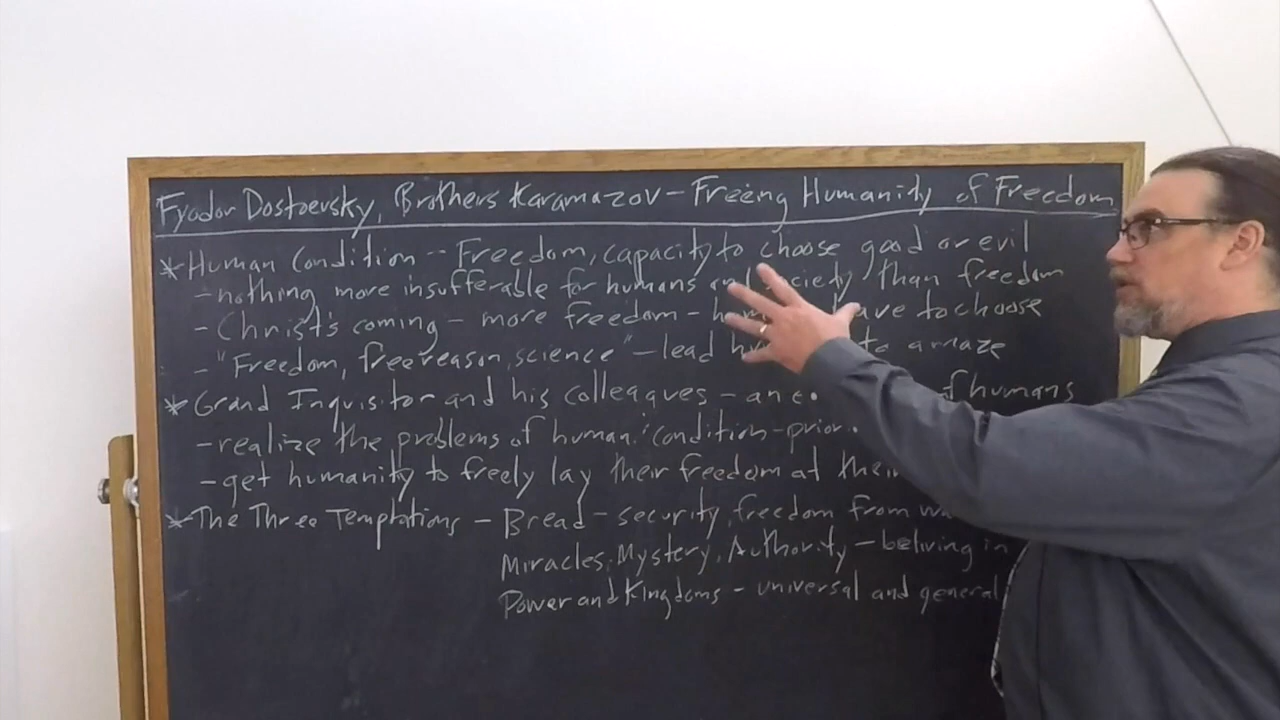 Fyodor Dostoevsky, Brothers Karamazov - Freeing Humanity of Freedom
* Human Condition - Freedom, capacity to choose good or evil
- nothing more insufferable for humans and society than freedom
- Christ's coming - more freedom - have to choose
- "Freedom, free reason, science" - lead to a maze
* Grand Inquisitor and his colleagues - an of humans
- realize the problems of human "condition -
- get humanity to freely lay their freedom at their
* The Three Temptations - Bread - security, freedom from
Miracles, Mystery, Authority - beliving in
Power and Kingdoms - universal and general